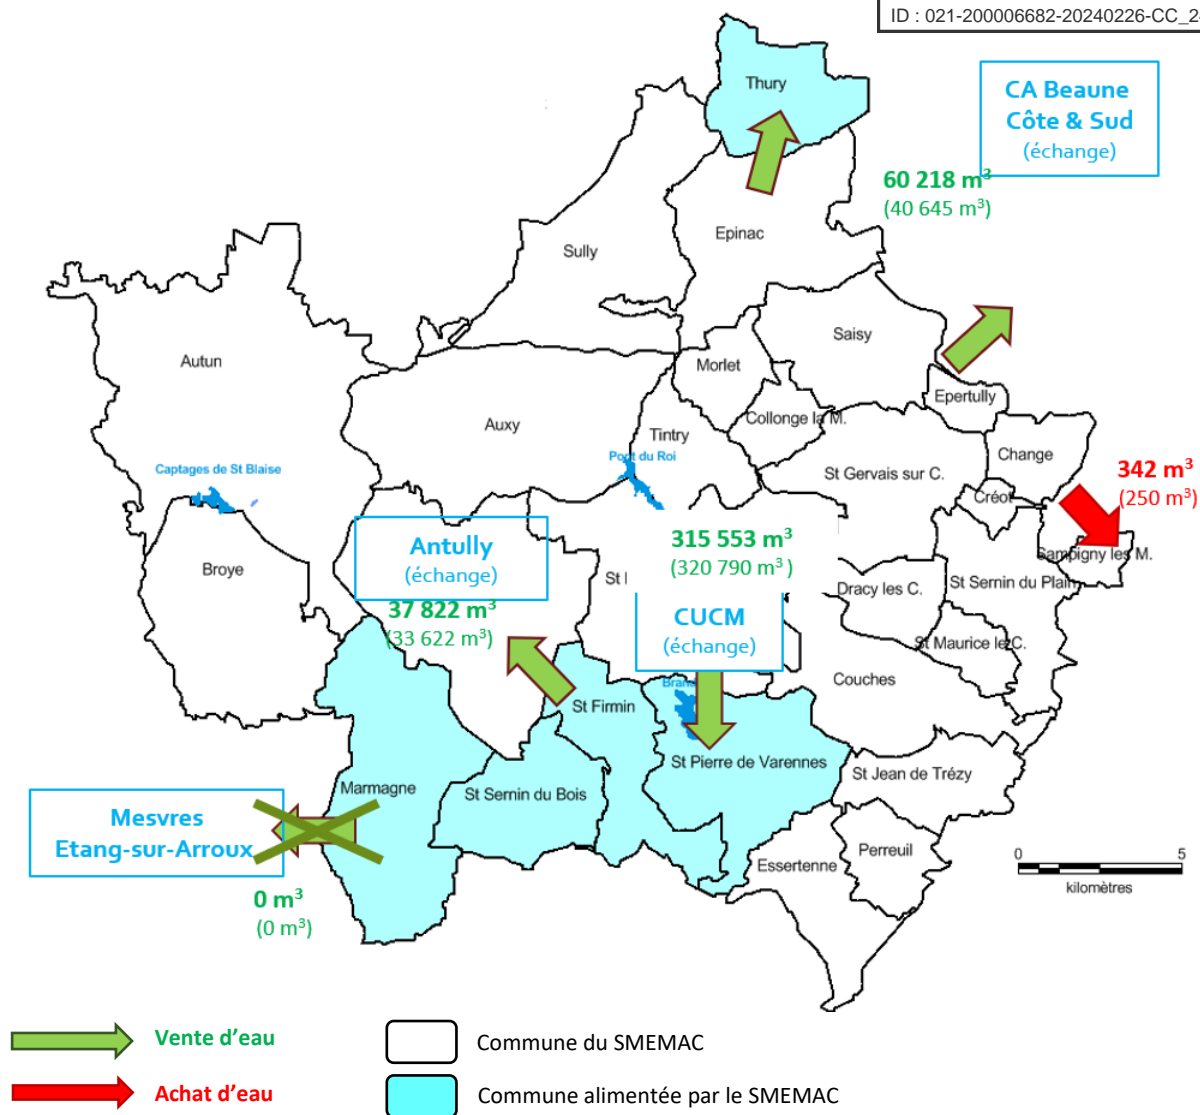 ID : 021-200006682-20240226-CC_2
Thury
CA Beaune
Côte & Sud
(échange)
60 218 m³
(40 645 m³)
Epinac
Sully
Saisy
Autun
Morlet
Epertully
Auxy
Collonge la M.
Tintry
Change
Pont du Roi
Captages de St Blaise
St Gervais sur C.
342 m³
(250 m³)
Créot
Antully
(échange)
315 553 m³
(320 790 m³)
Sampigny les M.
Broye
St
Dracy les C.
St Sernin du Plain
37 822 m³
(33 622 m³)
CUCM
(échange)
St Maurice le C.
Couches
Bran
St Firmin
St Pierre de Varennes
St Jean de Trézy
Marmagne
St Sernin du Bois
Mesvres
Etang-sur-Arroux
Perreuil
Essertenne
0 5
kilomètres
0 m³
(0 m³)
Vente d'eau
Commune du SMEMAC
Achat d'eau
Commune alimentée par le SMEMAC